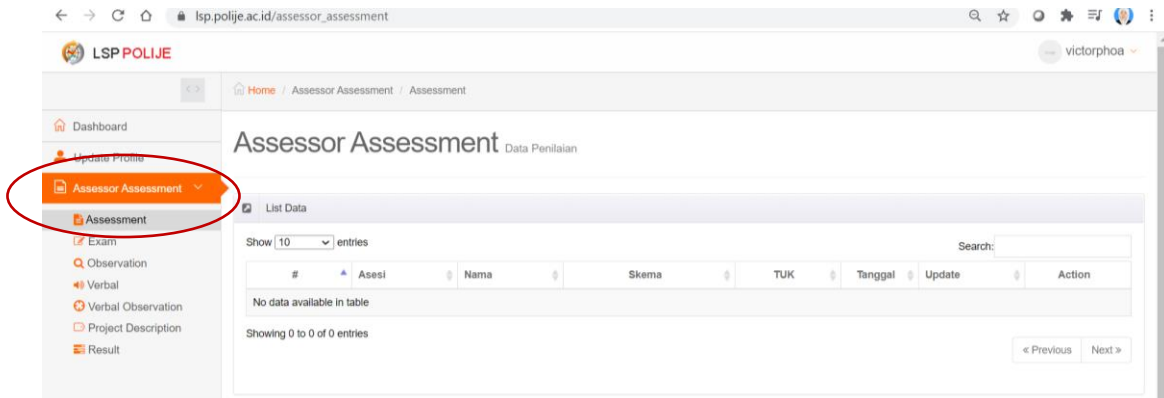 lsp.polije.ac.id/assessor_assessment
LSP POLIJE
victorphoa
Home / Assessor Assessment / Assessment
Dashboard
Update Profile
Assessor Assessment
Assessment
Exam
Observation
Verbal
Verbal Observation
Project Description
Result
Assessor Assessment Data Penilaian
List Data
Show 10 entries
Search:
# Asesi Nama Skema TUK Tanggal Update Action
No data available in table
Showing 0 to 0 of 0 entries
« Previous Next »